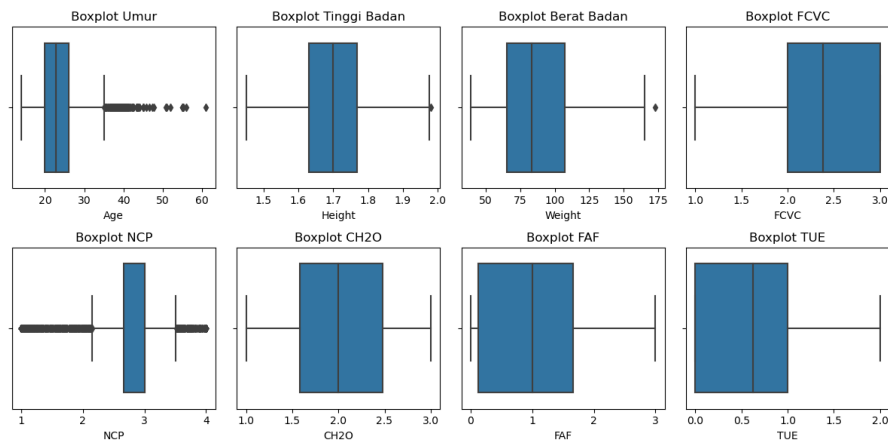 Boxplot Umur
Boxplot Tinggi Badan
Boxplot Berat Badan
Boxplot FCVC
20 30 40 50 60
1.5 1.6 1.7 1.8 1.9 2.0
50 75 100 125 150 175
1.0 1.5 2.0 2.5 3.0
Age
Height
Weight
FCVC
Boxplot NCP
Boxplot CH2O
Boxplot FAF
Boxplot TUE
1 2 3 4
1.0 1.5 2.0 2.5 3.0
0 1 2 3
0.0 0.5 1.0 1.5 2.0
NCP
CH2O
FAF
TUE